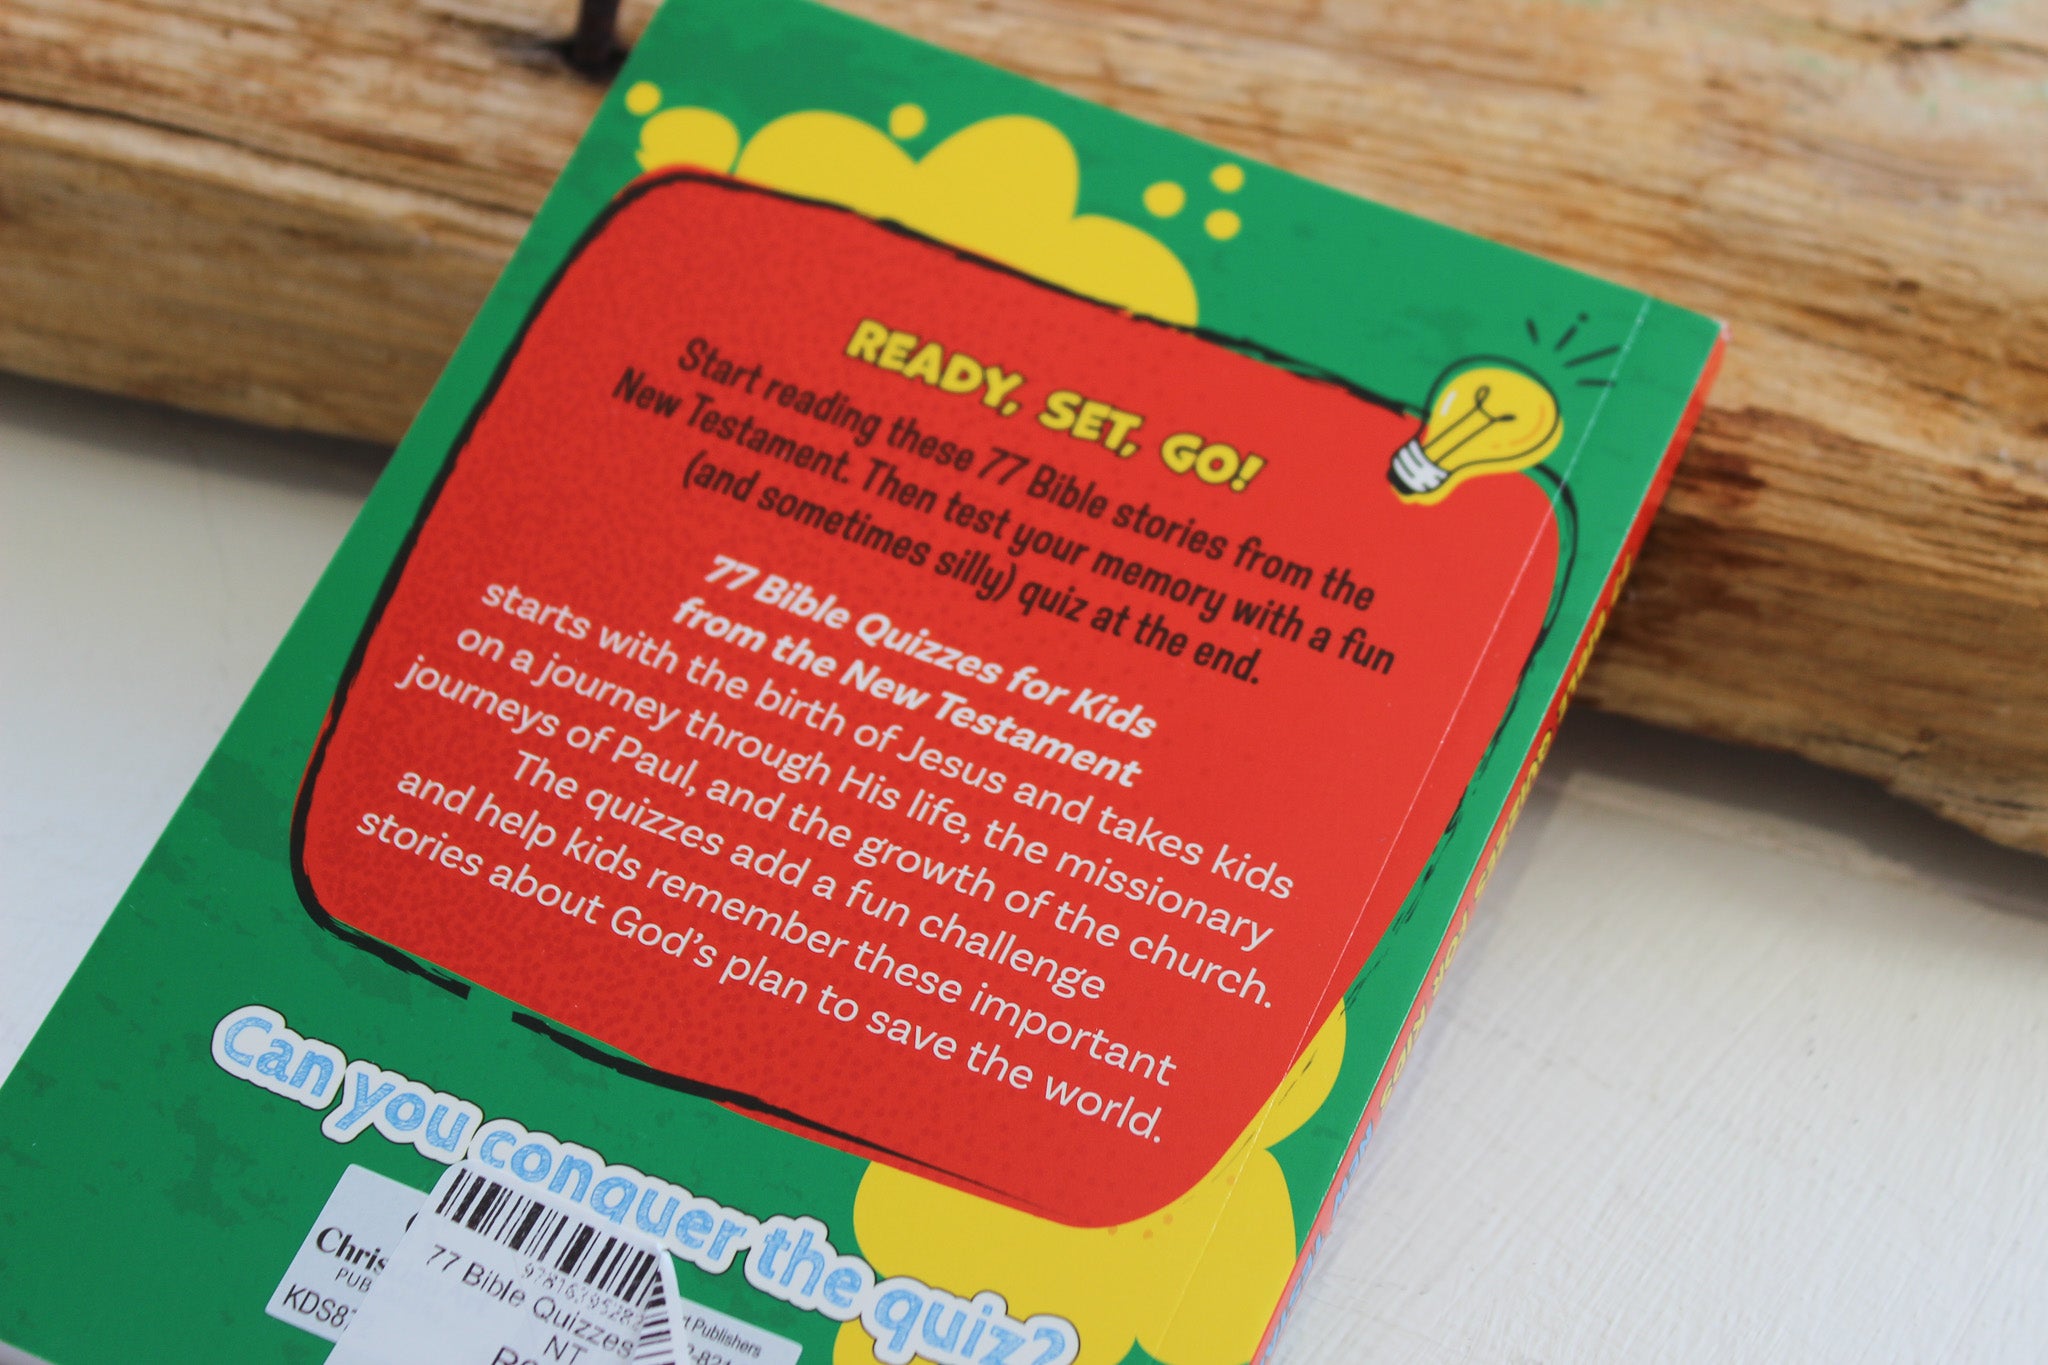 READY, SET, GO!
Start reading these 77 Bible stories from the
New Testament. Then test your memory with a fun
(and sometimes silly) quiz at the end.
77 Bible Quizzes for Kids
from the New Testament
starts with the birth of Jesus and takes kids
on a journey through His life, the missionary
journeys of Paul, and the growth of the church.
The quizzes add a fun challenge
and help kids remember these important
stories about God's plan to save the world.
Can you conquer the quiz?
77 Bible Quizzes
NT
Publishers
QUIZZES FOR KIDS